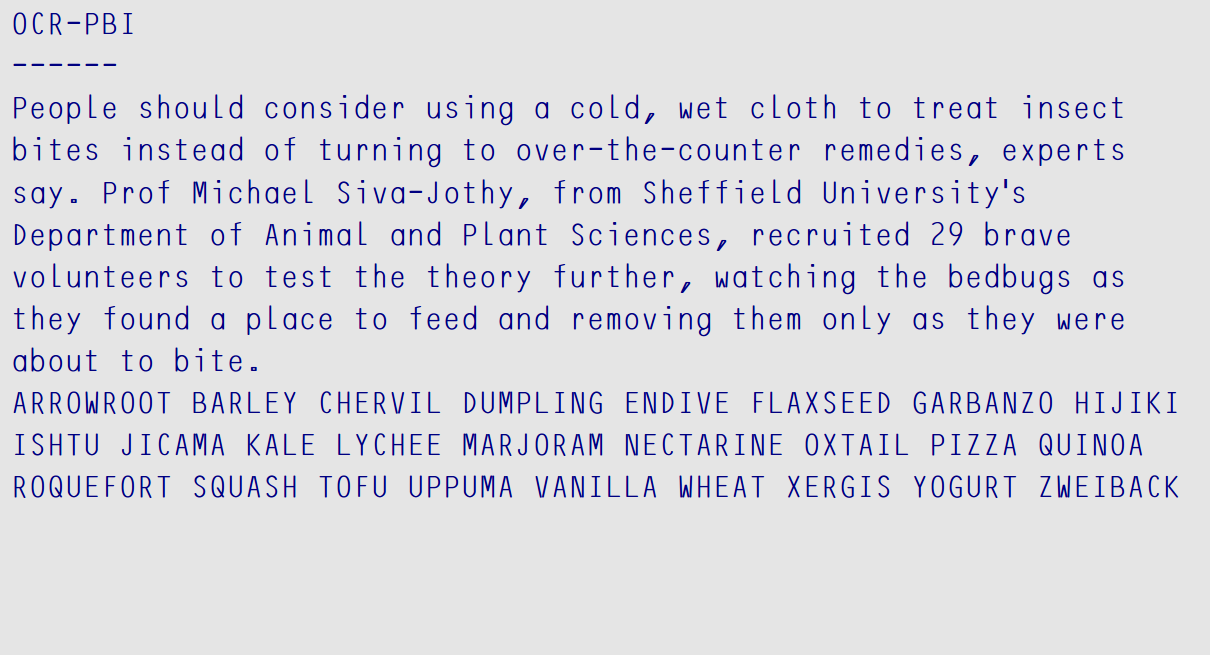 OCR-PBI
------
People should consider using a cold, wet cloth to treat insect
bites instead of turning to over-the-counter remedies, experts
say. Prof Michael Siva-Jothy, from Sheffield University's
Department of Animal and Plant Sciences, recruited 29 brave
volunteers to test the theory further, watching the bedbugs as
they found a place to feed and removing them only as they were
about to bite.
ARROWROOT BARLEY CHERVIL DUMPLING ENDIVE FLAXSEED GARBANZO HIJIKI
ISHTU JICAMA KALE LYCHEE MARJORAM NECTARINE OXTAIL PIZZA QUINOA
ROQUEFORT SQUASH TOFU UPPUMA VANILLA WHEAT XERGIS YOGURT ZWEIBACK